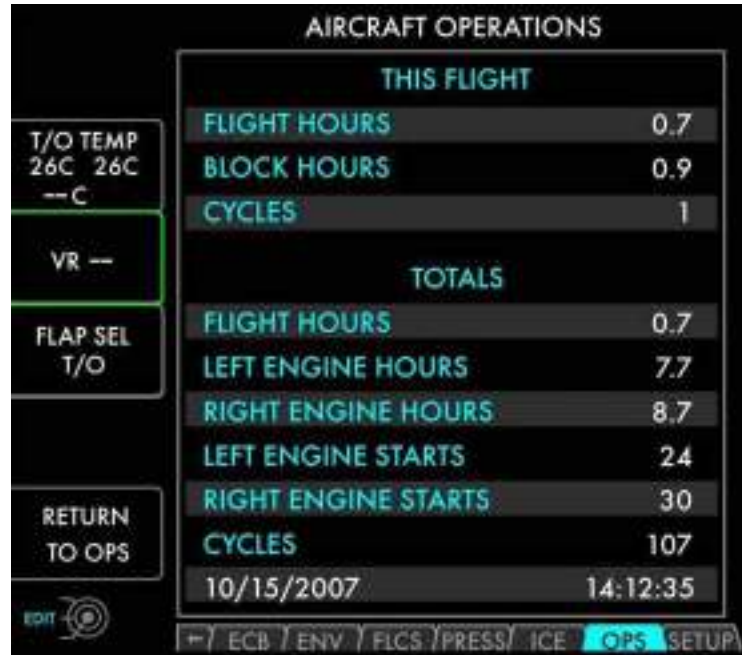 AIRCRAFT OPERATIONS
THIS FLIGHT
FLIGHT HOURS 0.7
BLOCK HOURS 0.9
CYCLES 1
TOTALS
FLIGHT HOURS 0.7
LEFT ENGINE HOURS 7.7
RIGHT ENGINE HOURS 8.7
LEFT ENGINE STARTS 24
RIGHT ENGINE STARTS 30
CYCLES 107
10/15/2007 14:12:35
T/O TEMP
26C 26C
--C
VR --
FLAP SEL
T/O
RETURN
TO OPS
EDIT
← ECB ENV FLCS PRESS ICE OPS SETUP